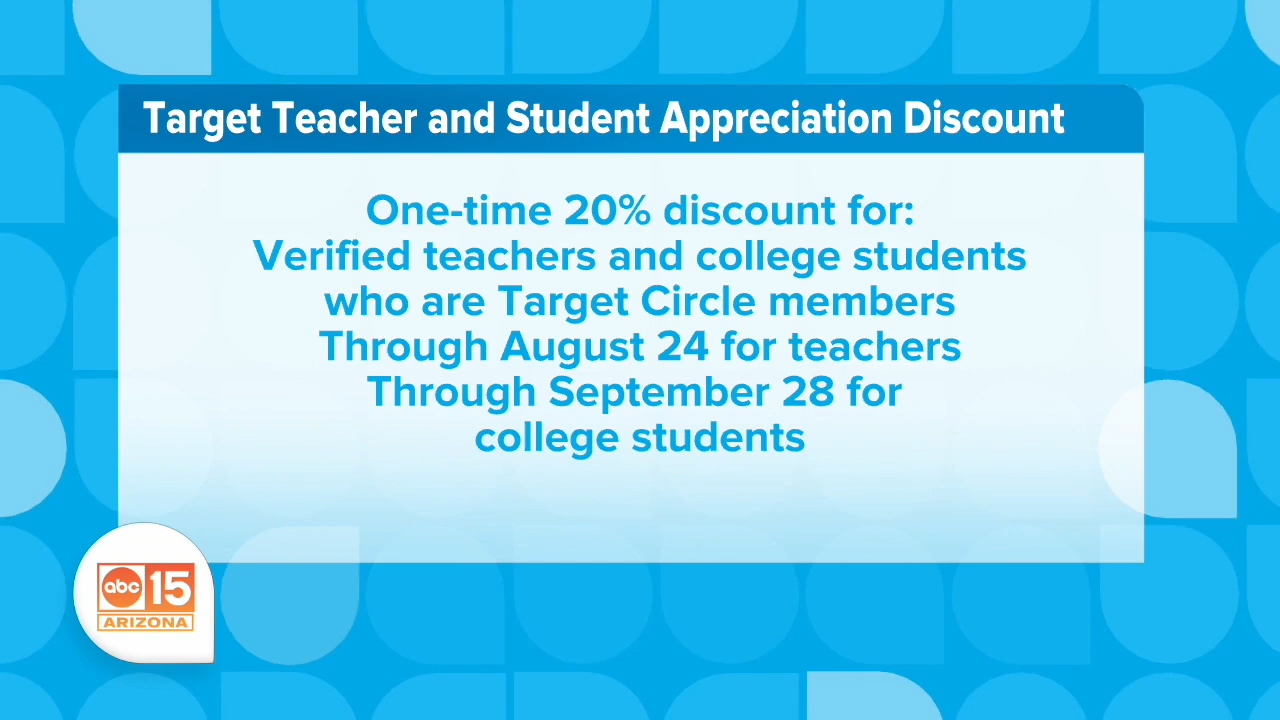 Target Teacher and Student Appreciation Discount
One-time 20% discount for:
Verified teachers and college students
who are Target Circle members
Through August 24 for teachers
Through September 28 for
college students
abc 15
ARIZONA